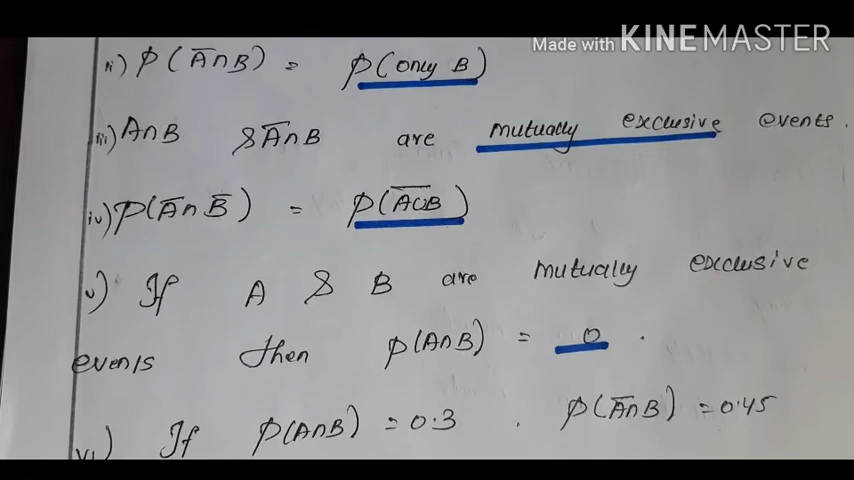 Made with KINEMASTER
ii) P(A̅∩B) = P(only B)
iii) A∩B & A̅∩B are mutually exclusive events.
iv) P(A̅∩B̅) = P(A̅∪̅B̅)
v) If A & B are mutually exclusive
events then P(A∩B) = 0 .
vi) If P(A∩B) = 0.3 . P(A̅∩B) = 0.45